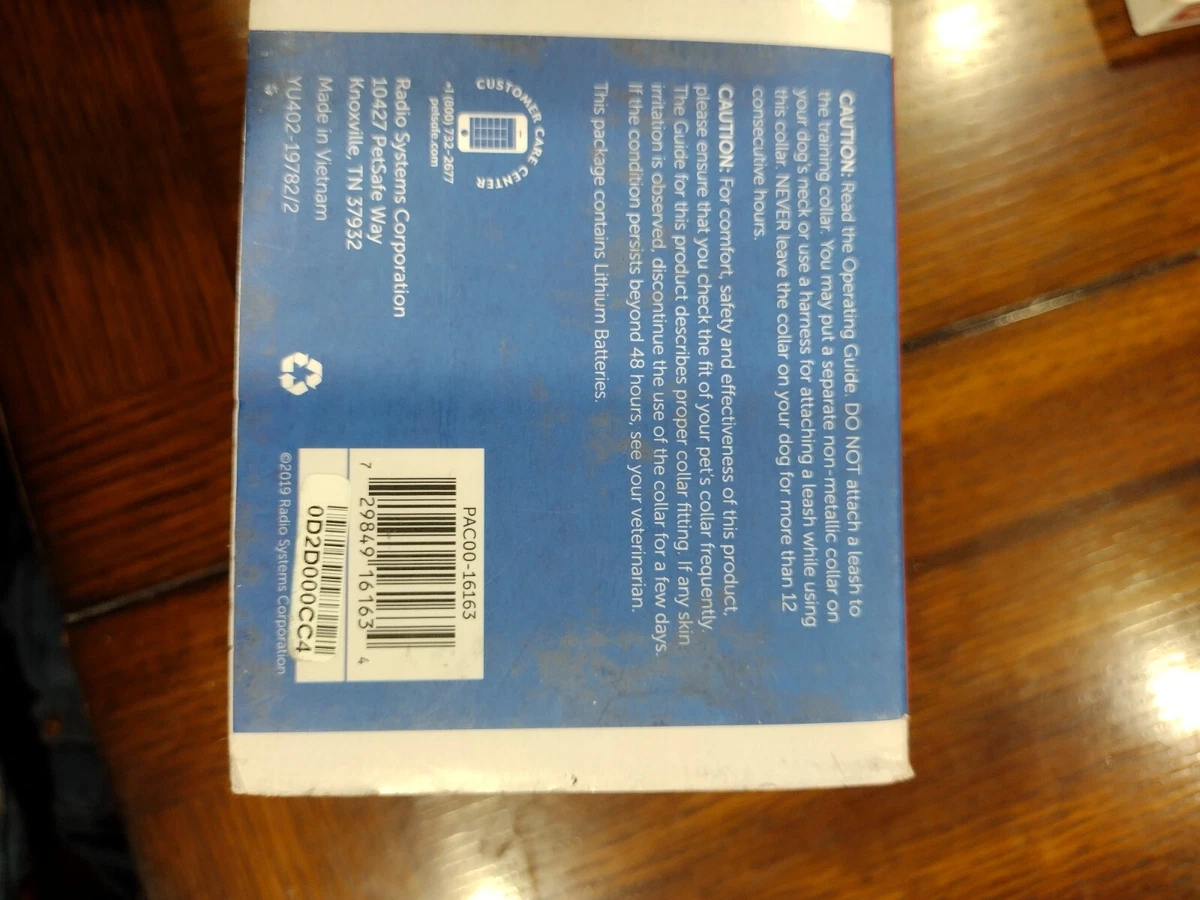 CAUTION: Read the Operating Guide. DO NOT attach a leash to
the training collar. You may put a separate non-metallic collar on
your dog's neck or use a harness for attaching a leash while using
this collar. NEVER leave the collar on your dog for more than 12
consecutive hours.
CAUTION: For comfort, safety and effectiveness of this product,
please ensure that you check the fit of your pet's collar frequently.
The Guide for this product describes proper collar fitting. If any skin
irritation is observed, discontinue the use of the collar for a few days.
If the condition persists beyond 48 hours, see your veterinarian.
This package contains Lithium Batteries.
CUSTOMER CARE CENTER
+1(800) 732-2677
petsafe.com
Radio Systems Corporation
10427 PetSafe Way
Knoxville, TN 37932
Made in Vietnam
YU402-19782/2
PAC00-16163
7 29849 16163 4
0D2D000CC4
©2019 Radio Systems Corporation